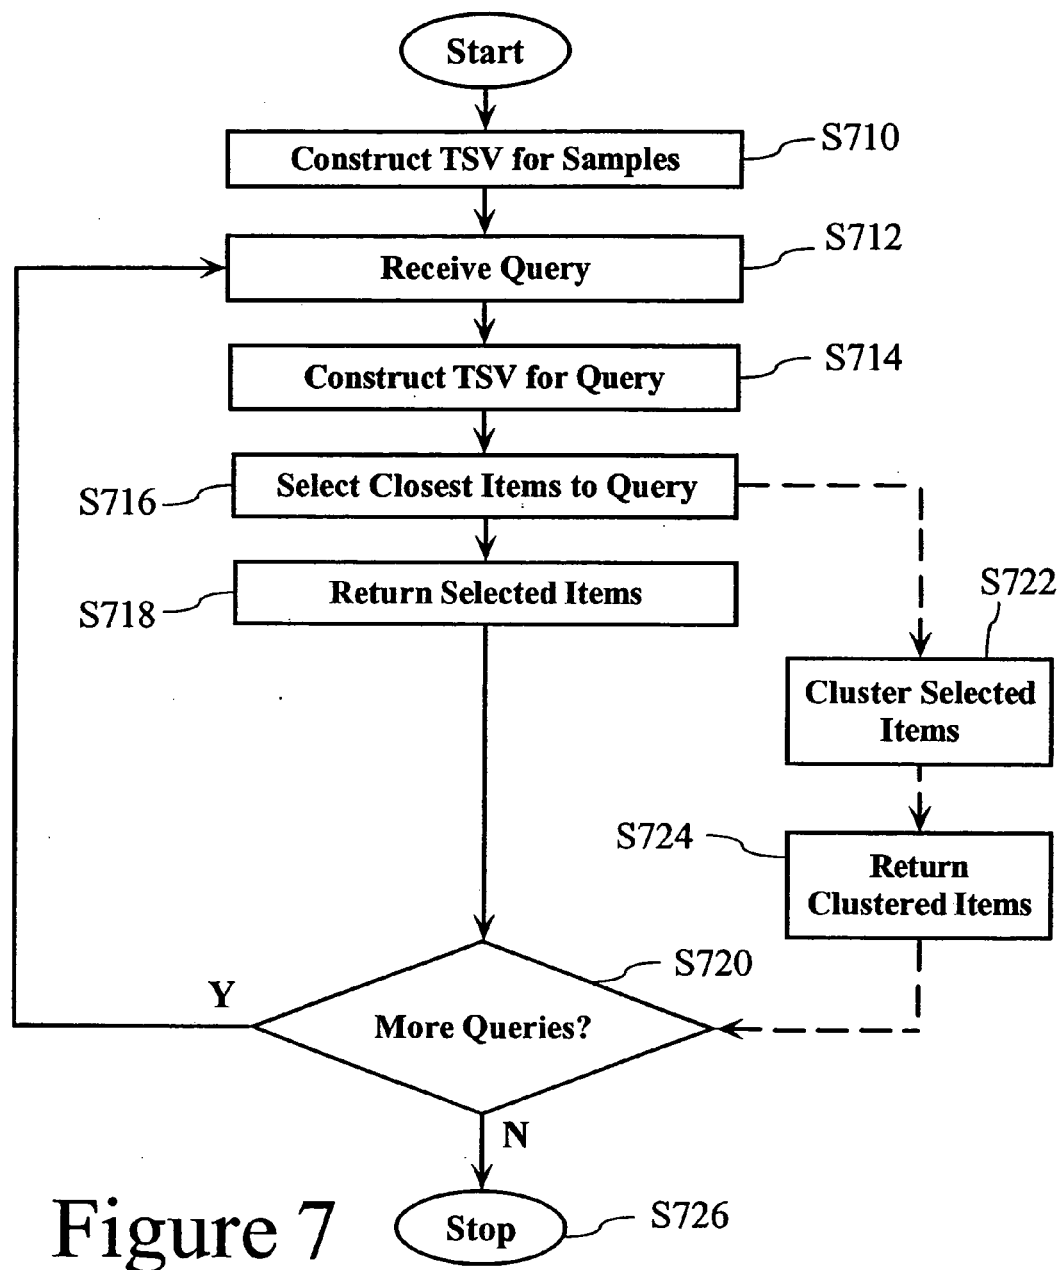 Start
Construct TSV for Samples
S710
Receive Query
S712
Construct TSV for Query
S714
Select Closest Items to Query
S716
Return Selected Items
S718
S722
Cluster Selected
Items
S724
Return
Clustered Items
S720
More Queries?
Y
N
Stop
S726
Figure 7